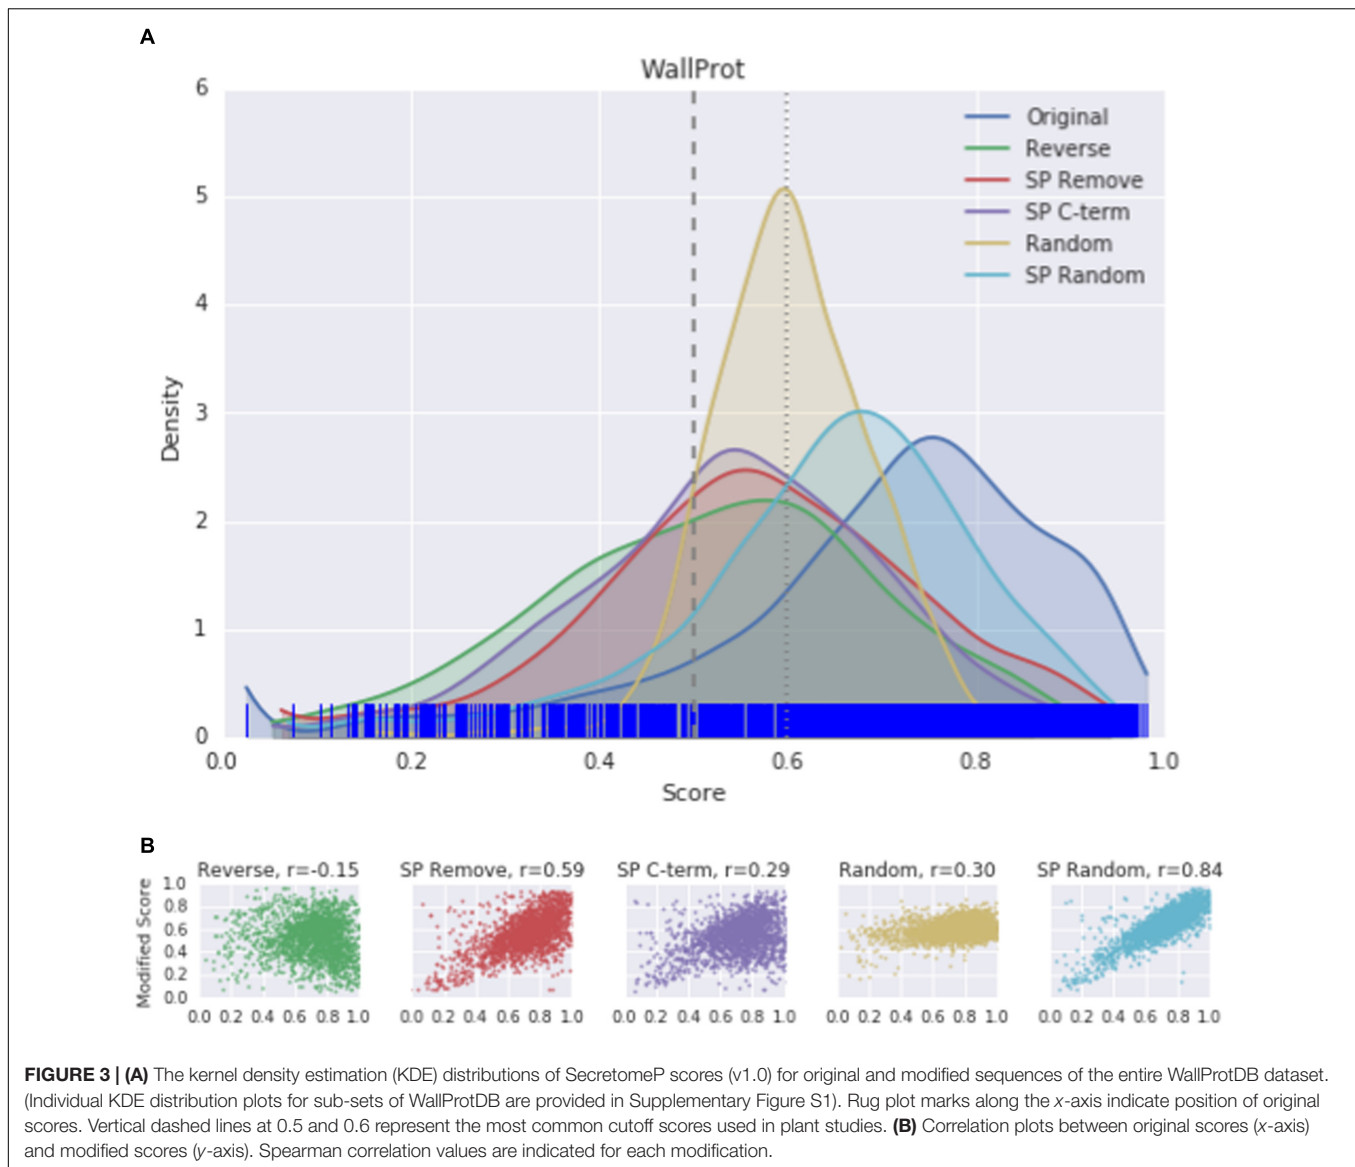 A
WallProt
6
5
4
3
2
1
0
Density
Original
Reverse
SP Remove
SP C-term
Random
SP Random
0.0 0.2 0.4 0.6 0.8 1.0
Score
B
Reverse, r=-0.15 SP Remove, r=0.59 SP C-term, r=0.29 Random, r=0.30 SP Random, r=0.84
Modified Score
1.0
0.8
0.6
0.4
0.2
0.0
0.0 0.2 0.4 0.6 0.8 1.0 0.0 0.2 0.4 0.6 0.8 1.0 0.0 0.2 0.4 0.6 0.8 1.0 0.0 0.2 0.4 0.6 0.8 1.0 0.0 0.2 0.4 0.6 0.8 1.0
FIGURE 3 | (A) The kernel density estimation (KDE) distributions of SecretomeP scores (v1.0) for original and modified sequences of the entire WallProtDB dataset.
(Individual KDE distribution plots for sub-sets of WallProtDB are provided in Supplementary Figure S1). Rug plot marks along the x-axis indicate position of original
scores. Vertical dashed lines at 0.5 and 0.6 represent the most common cutoff scores used in plant studies. (B) Correlation plots between original scores (x-axis)
and modified scores (y-axis). Spearman correlation values are indicated for each modification.